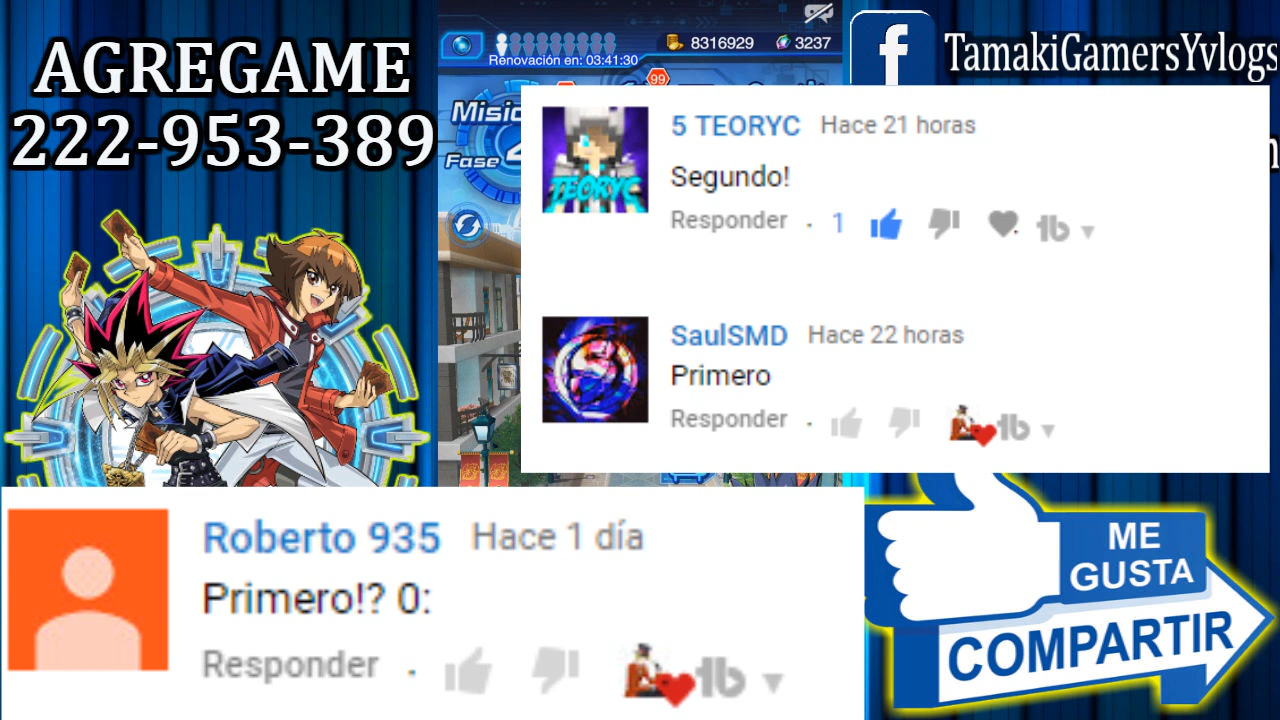 AGREGAME
222-953-389
8316929
3237
Renovación en: 03:41:30
99
Misic
Fase
f
TamakiGamersYvlogs
5 TEORYC Hace 21 horas
TEORYC
Segundo!
Responder . 1
SaulSMD Hace 22 horas
Primero
Responder .
Roberto 935 Hace 1 día
Primero!? 0:
Responder .
ME
GUSTA
COMPARTIR